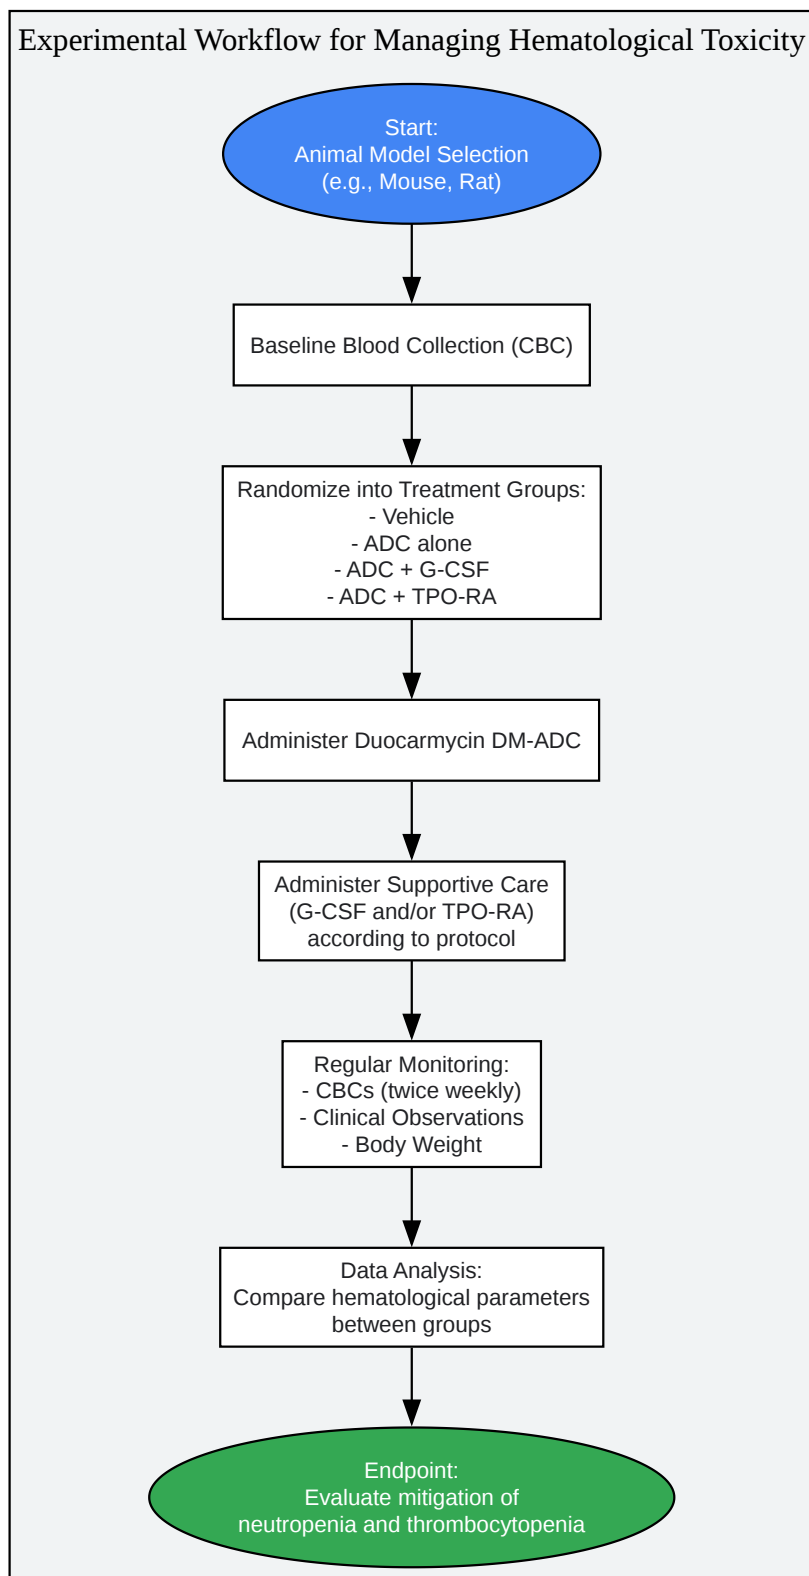 Experimental Workflow for Managing Hematological Toxicity
Start:
Animal Model Selection
(e.g., Mouse, Rat)
Baseline Blood Collection (CBC)
Randomize into Treatment Groups:
- Vehicle
- ADC alone
- ADC + G-CSF
- ADC + TPO-RA
Administer Duocarmycin DM-ADC
Administer Supportive Care
(G-CSF and/or TPO-RA)
according to protocol
Regular Monitoring:
- CBCs (twice weekly)
- Clinical Observations
- Body Weight
Data Analysis:
Compare hematological parameters
between groups
Endpoint:
Evaluate mitigation of
neutropenia and thrombocytopenia